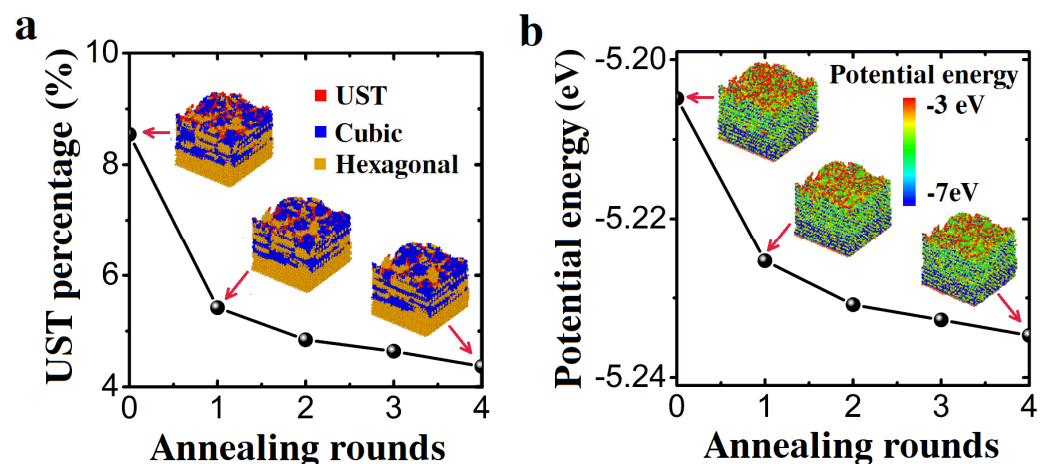 a
10
8
6
4
UST percentage (%)
UST
Cubic
Hexagonal
0 1 2 3 4
Annealing rounds
b
-5.20
-5.22
-5.24
Potential energy (eV)
Potential energy
-3 eV
-7eV
0 1 2 3 4
Annealing rounds